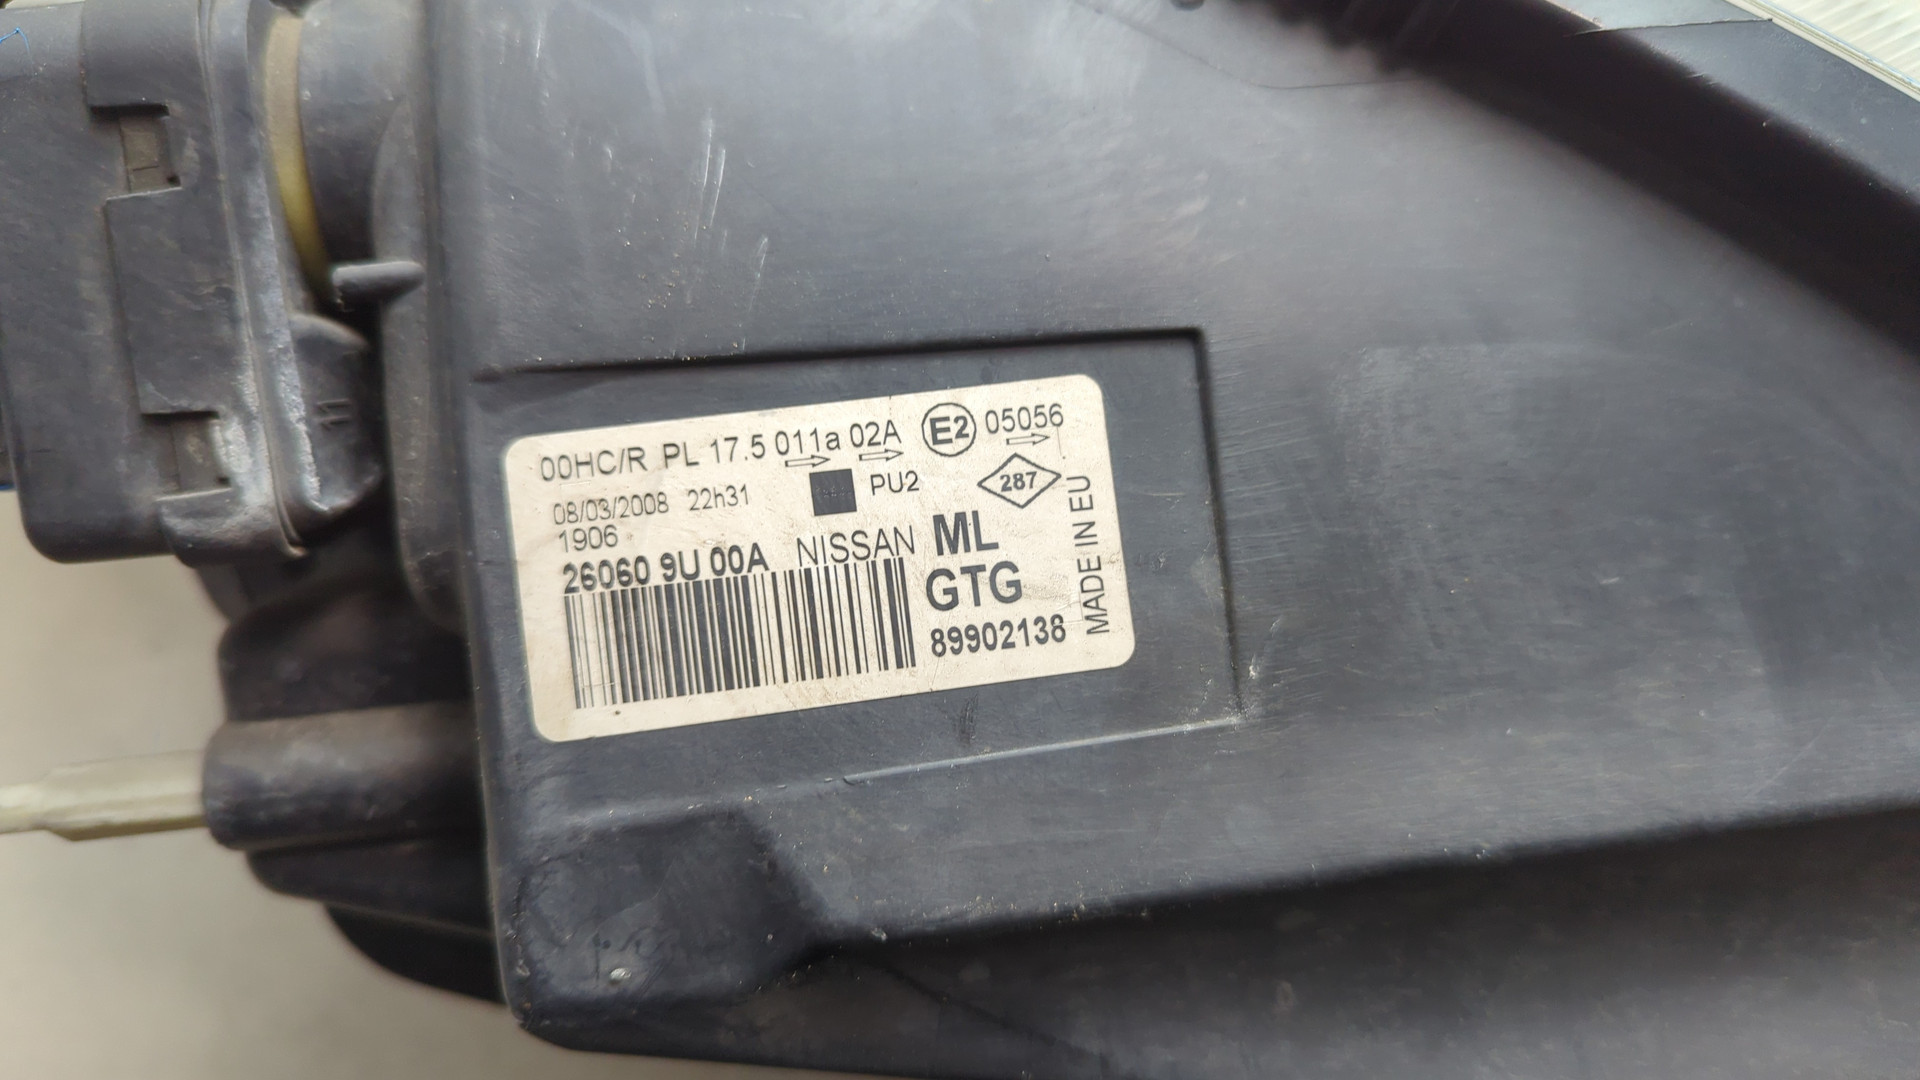 00HC/R PL 17.5 011a 02A E2 05056
08/03/2008 22h31 PU2 287
1906
26060 9U 00A NISSAN ML
GTG
89902138
MADE IN EU
11